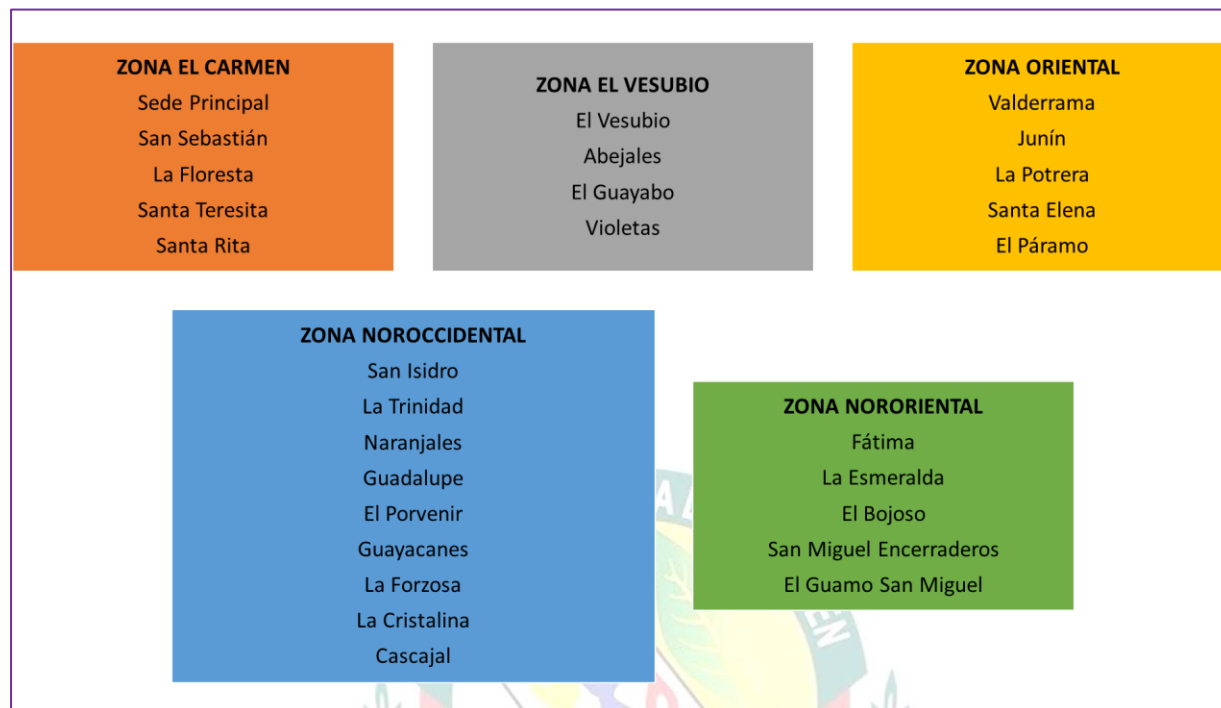 ZONA EL CARMEN
Sede Principal
San Sebastián
La Floresta
Santa Teresita
Santa Rita
ZONA EL VESUBIO
El Vesubio
Abejales
El Guayabo
Violetas
ZONA ORIENTAL
Valderrama
Junín
La Potrera
Santa Elena
El Páramo
ZONA NOROCCIDENTAL
San Isidro
La Trinidad
Naranjales
Guadalupe
El Porvenir
Guayacanes
La Forzosa
La Cristalina
Cascajal
ZONA NORORIENTAL
Fátima
La Esmeralda
El Bojoso
San Miguel Encerraderos
El Guamo San Miguel